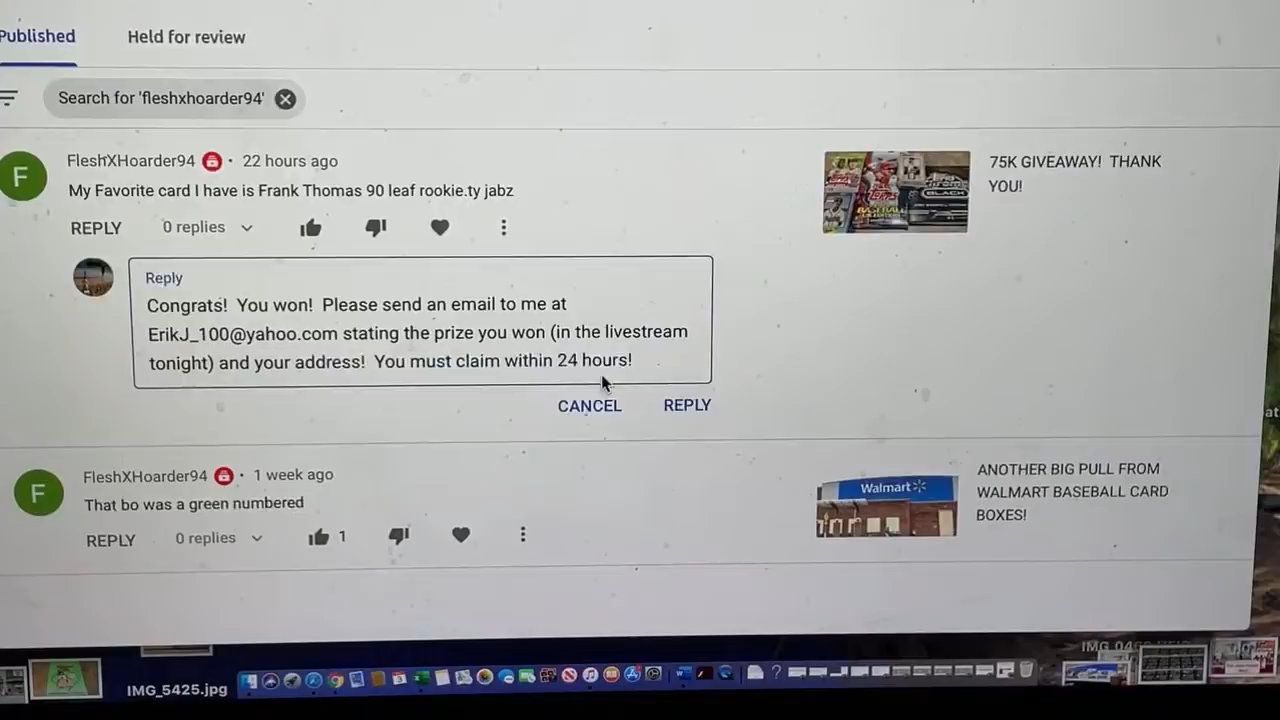 Published
Held for review
Search for 'fleshxhoarder94'
FleshXHoarder94 · 22 hours ago
My Favorite card I have is Frank Thomas 90 leaf rookie.ty jabz
75K GIVEAWAY! THANK
YOU!
REPLY 0 replies
Reply
Congrats! You won! Please send an email to me at
ErikJ_100@yahoo.com stating the prize you won (in the livestream
tonight) and your address! You must claim within 24 hours!
CANCEL REPLY
FleshXHoarder94 · 1 week ago
That bo was a green numbered
REPLY 0 replies 1
Walmart
ANOTHER BIG PULL FROM
WALMART BASEBALL CARD
BOXES!
IMG_5425.jpg